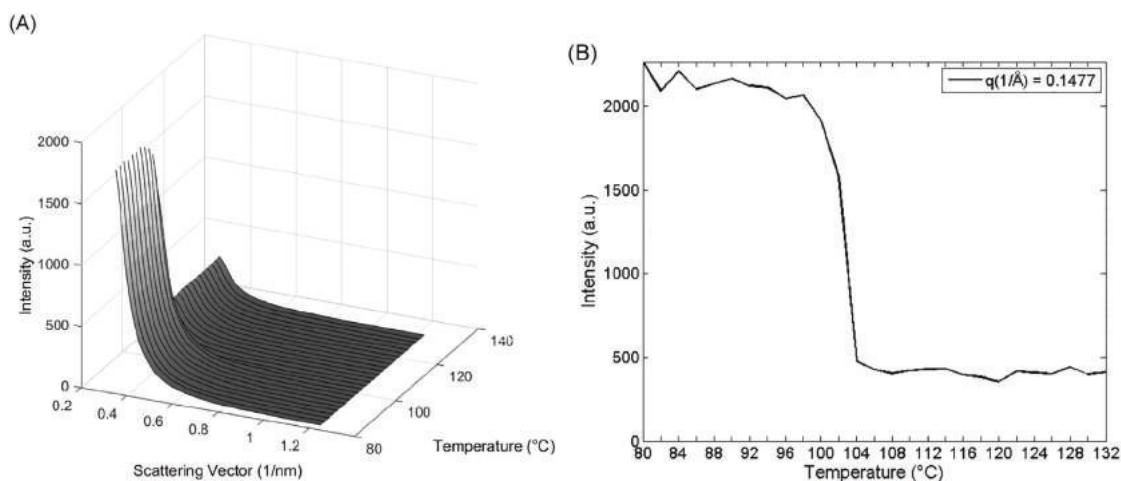 (A)
2000
1500
1000
500
0
Intensity (a.u.)
0.2
0.4
0.6
0.8
1
1.2
Scattering Vector (1/nm)
80
100
120
140
Temperature (°C)
(B)
q(1/Å) = 0.1477
2000
1500
1000
500
0
Intensity (a.u.)
80 84 88 92 96 100 104 108 112 116 120 124 128 132
Temperature (°C)